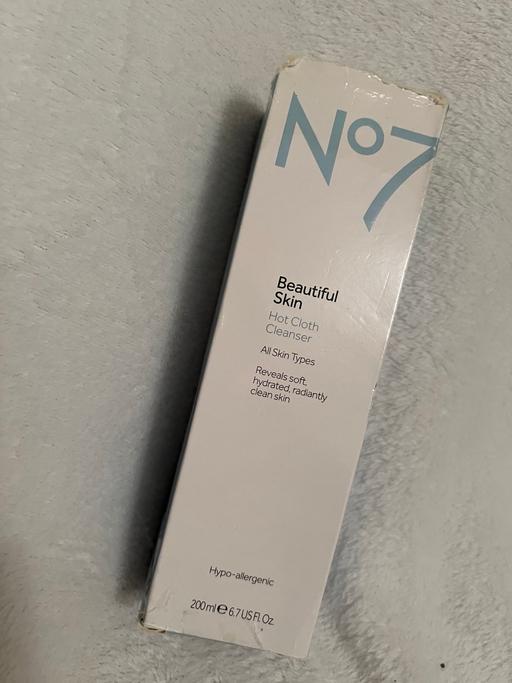 No7
Beautiful
Skin
Hot Cloth
Cleanser
All Skin Types
Reveals soft,
hydrated, radiantly
clean skin
Hypo-allergenic
200ml ℮ 6.7 US Fl. Oz.